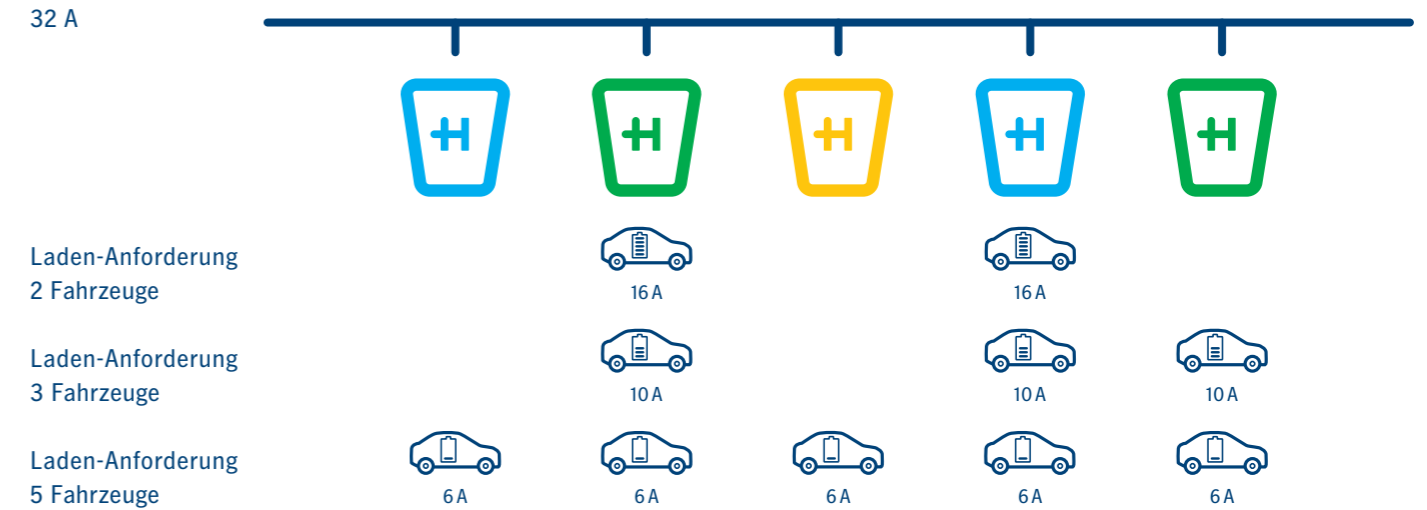 32 A
Laden-Anforderung
2 Fahrzeuge
16 A
16 A
Laden-Anforderung
3 Fahrzeuge
10 A
10 A
10 A
Laden-Anforderung
5 Fahrzeuge
6 A
6 A
6 A
6 A
6 A